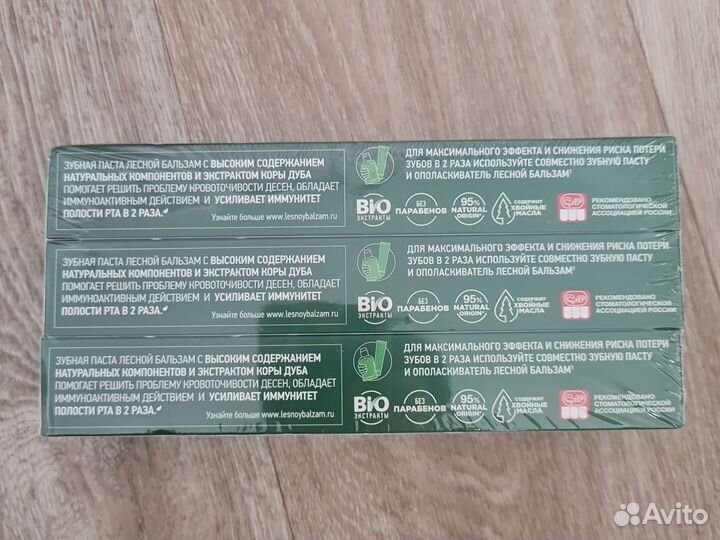 ЗУБНАЯ ПАСТА ЛЕСНОЙ БАЛЬЗАМ С ВЫСОКИМ СОДЕРЖАНИЕМ
НАТУРАЛЬНЫХ КОМПОНЕНТОВ И ЭКСТРАКТОМ КОРЫ ДУБА
ПОМОГАЕТ РЕШИТЬ ПРОБЛЕМУ КРОВОТОЧИВОСТИ ДЕСЕН, ОБЛАДАЕТ
ИММУНОАКТИВНЫМ ДЕЙСТВИЕМ И УСИЛИВАЕТ ИММУНИТЕТ
ПОЛОСТИ РТА В 2 РАЗА.
Узнайте больше www.lesnoybalzam.ru
ДЛЯ МАКСИМАЛЬНОГО ЭФФЕКТА И СНИЖЕНИЯ РИСКА ПОТЕРИ
ЗУБОВ В 2 РАЗА ИСПОЛЬЗУЙТЕ СОВМЕСТНО ЗУБНУЮ ПАСТУ
И ОПОЛАСКИВАТЕЛЬ ЛЕСНОЙ БАЛЬЗАМ¹
BIO
ЭКСТРАКТЫ
БЕЗ
ПАРАБЕНОВ
95%
NATURAL
ORIGIN*
СОДЕРЖИТ
ХВОЙНЫЕ
МАСЛА
РЕКОМЕНДОВАНО
СТОМАТОЛОГИЧЕСКОЙ
АССОЦИАЦИЕЙ РОССИИ
ЗУБНАЯ ПАСТА ЛЕСНОЙ БАЛЬЗАМ С ВЫСОКИМ СОДЕРЖАНИЕМ
НАТУРАЛЬНЫХ КОМПОНЕНТОВ И ЭКСТРАКТОМ КОРЫ ДУБА
ПОМОГАЕТ РЕШИТЬ ПРОБЛЕМУ КРОВОТОЧИВОСТИ ДЕСЕН, ОБЛАДАЕТ
ИММУНОАКТИВНЫМ ДЕЙСТВИЕМ И УСИЛИВАЕТ ИММУНИТЕТ
ПОЛОСТИ РТА В 2 РАЗА.
Узнайте больше www.lesnoybalzam.ru
ДЛЯ МАКСИМАЛЬНОГО ЭФФЕКТА И СНИЖЕНИЯ РИСКА ПОТЕРИ
ЗУБОВ В 2 РАЗА ИСПОЛЬЗУЙТЕ СОВМЕСТНО ЗУБНУЮ ПАСТУ
И ОПОЛАСКИВАТЕЛЬ ЛЕСНОЙ БАЛЬЗАМ¹
BIO
ЭКСТРАКТЫ
БЕЗ
ПАРАБЕНОВ
95%
NATURAL
ORIGIN*
СОДЕРЖИТ
ХВОЙНЫЕ
МАСЛА
РЕКОМЕНДОВАНО
СТОМАТОЛОГИЧЕСКОЙ
АССОЦИАЦИЕЙ РОССИИ
ЗУБНАЯ ПАСТА ЛЕСНОЙ БАЛЬЗАМ С ВЫСОКИМ СОДЕРЖАНИЕМ
НАТУРАЛЬНЫХ КОМПОНЕНТОВ И ЭКСТРАКТОМ КОРЫ ДУБА
ПОМОГАЕТ РЕШИТЬ ПРОБЛЕМУ КРОВОТОЧИВОСТИ ДЕСЕН, ОБЛАДАЕТ
ИММУНОАКТИВНЫМ ДЕЙСТВИЕМ И УСИЛИВАЕТ ИММУНИТЕТ
ПОЛОСТИ РТА В 2 РАЗА.
Узнайте больше www.lesnoybalzam.ru
ДЛЯ МАКСИМАЛЬНОГО ЭФФЕКТА И СНИЖЕНИЯ РИСКА ПОТЕРИ
ЗУБОВ В 2 РАЗА ИСПОЛЬЗУЙТЕ СОВМЕСТНО ЗУБНУЮ ПАСТУ
И ОПОЛАСКИВАТЕЛЬ ЛЕСНОЙ БАЛЬЗАМ¹
BIO
ЭКСТРАКТЫ
БЕЗ
ПАРАБЕНОВ
95%
NATURAL
ORIGIN*
СОДЕРЖИТ
ХВОЙНЫЕ
МАСЛА
РЕКОМЕНДОВАНО
СТОМАТОЛОГИЧЕСКОЙ
АССОЦИАЦИЕЙ РОССИИ
Avito